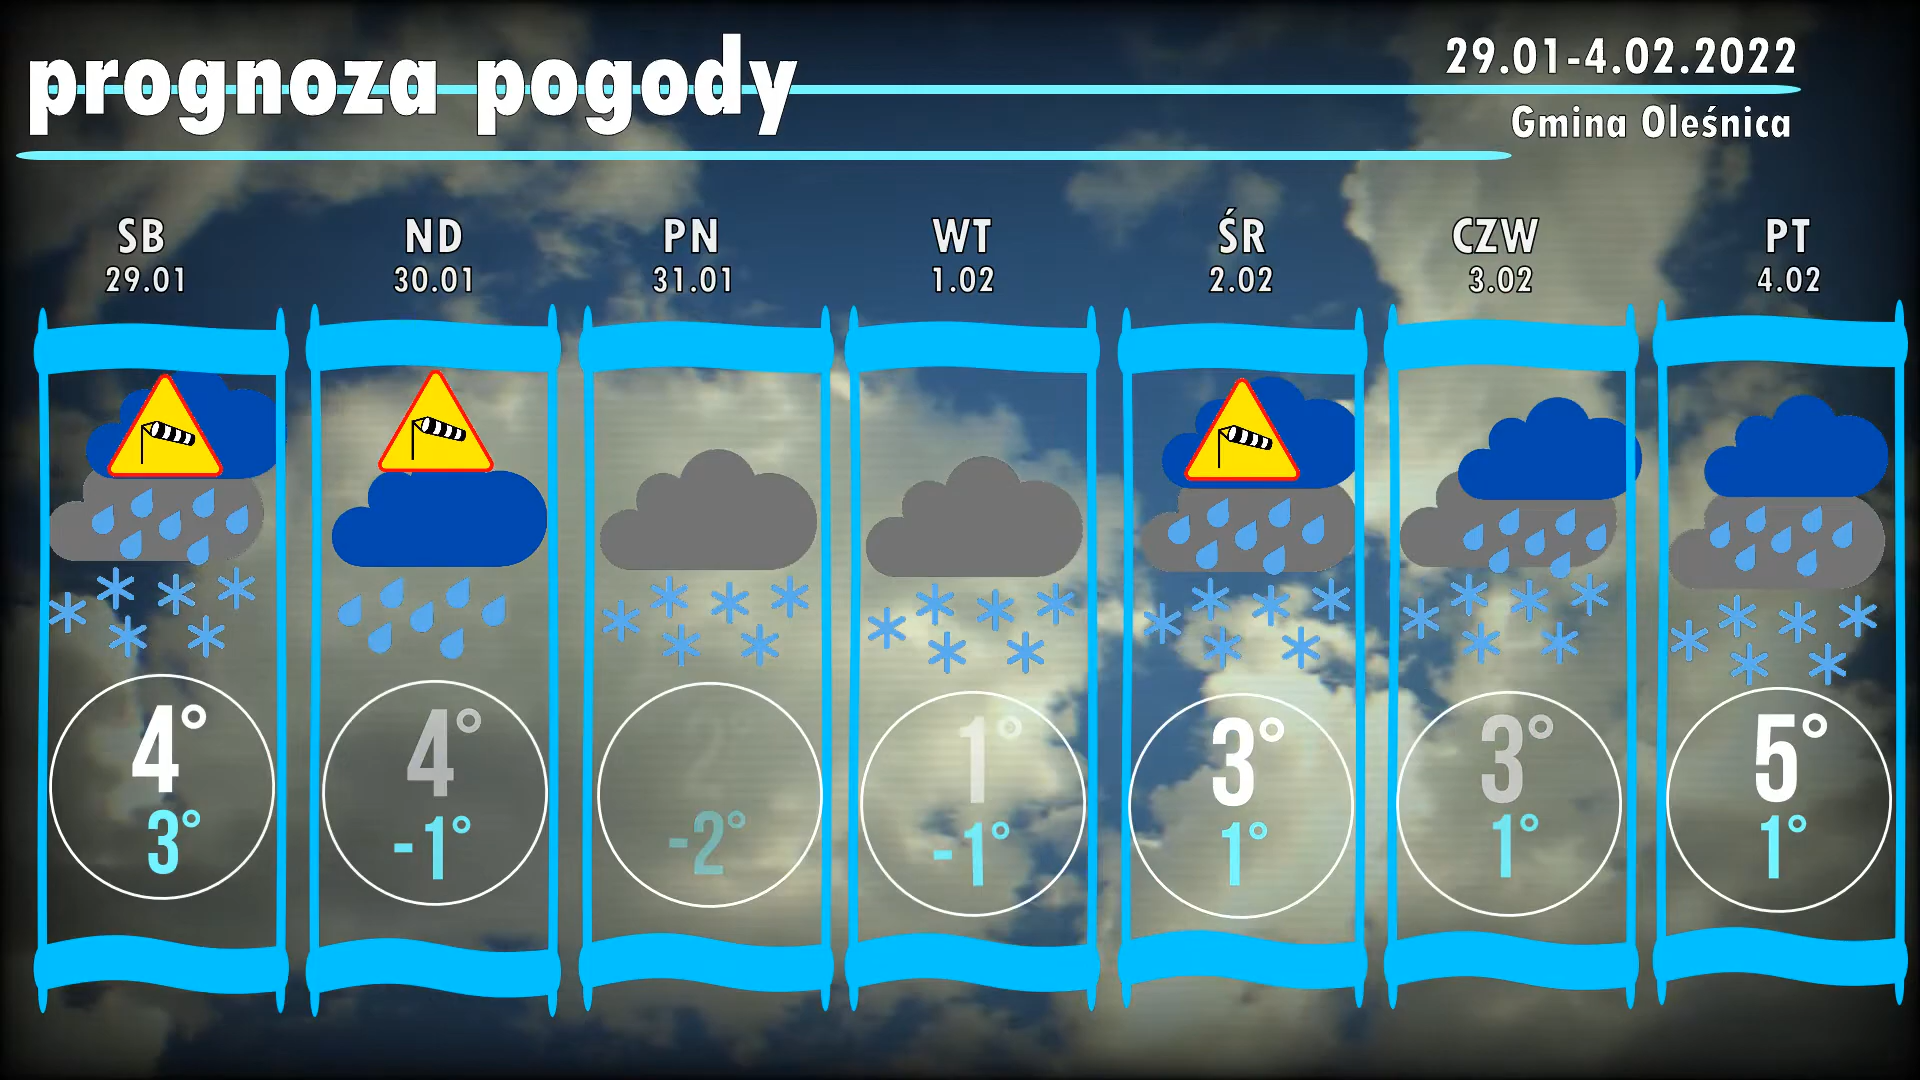 prognoza pogody
29.01-4.02.2022
Gmina Oleśnica
SB
29.01
ND
30.01
PN
31.01
WT
1.02
ŚR
2.02
CZW
3.02
PT
4.02
4°
3°
4°
-1°
2°
-2°
1°
-1°
3°
1°
3°
1°
5°
1°